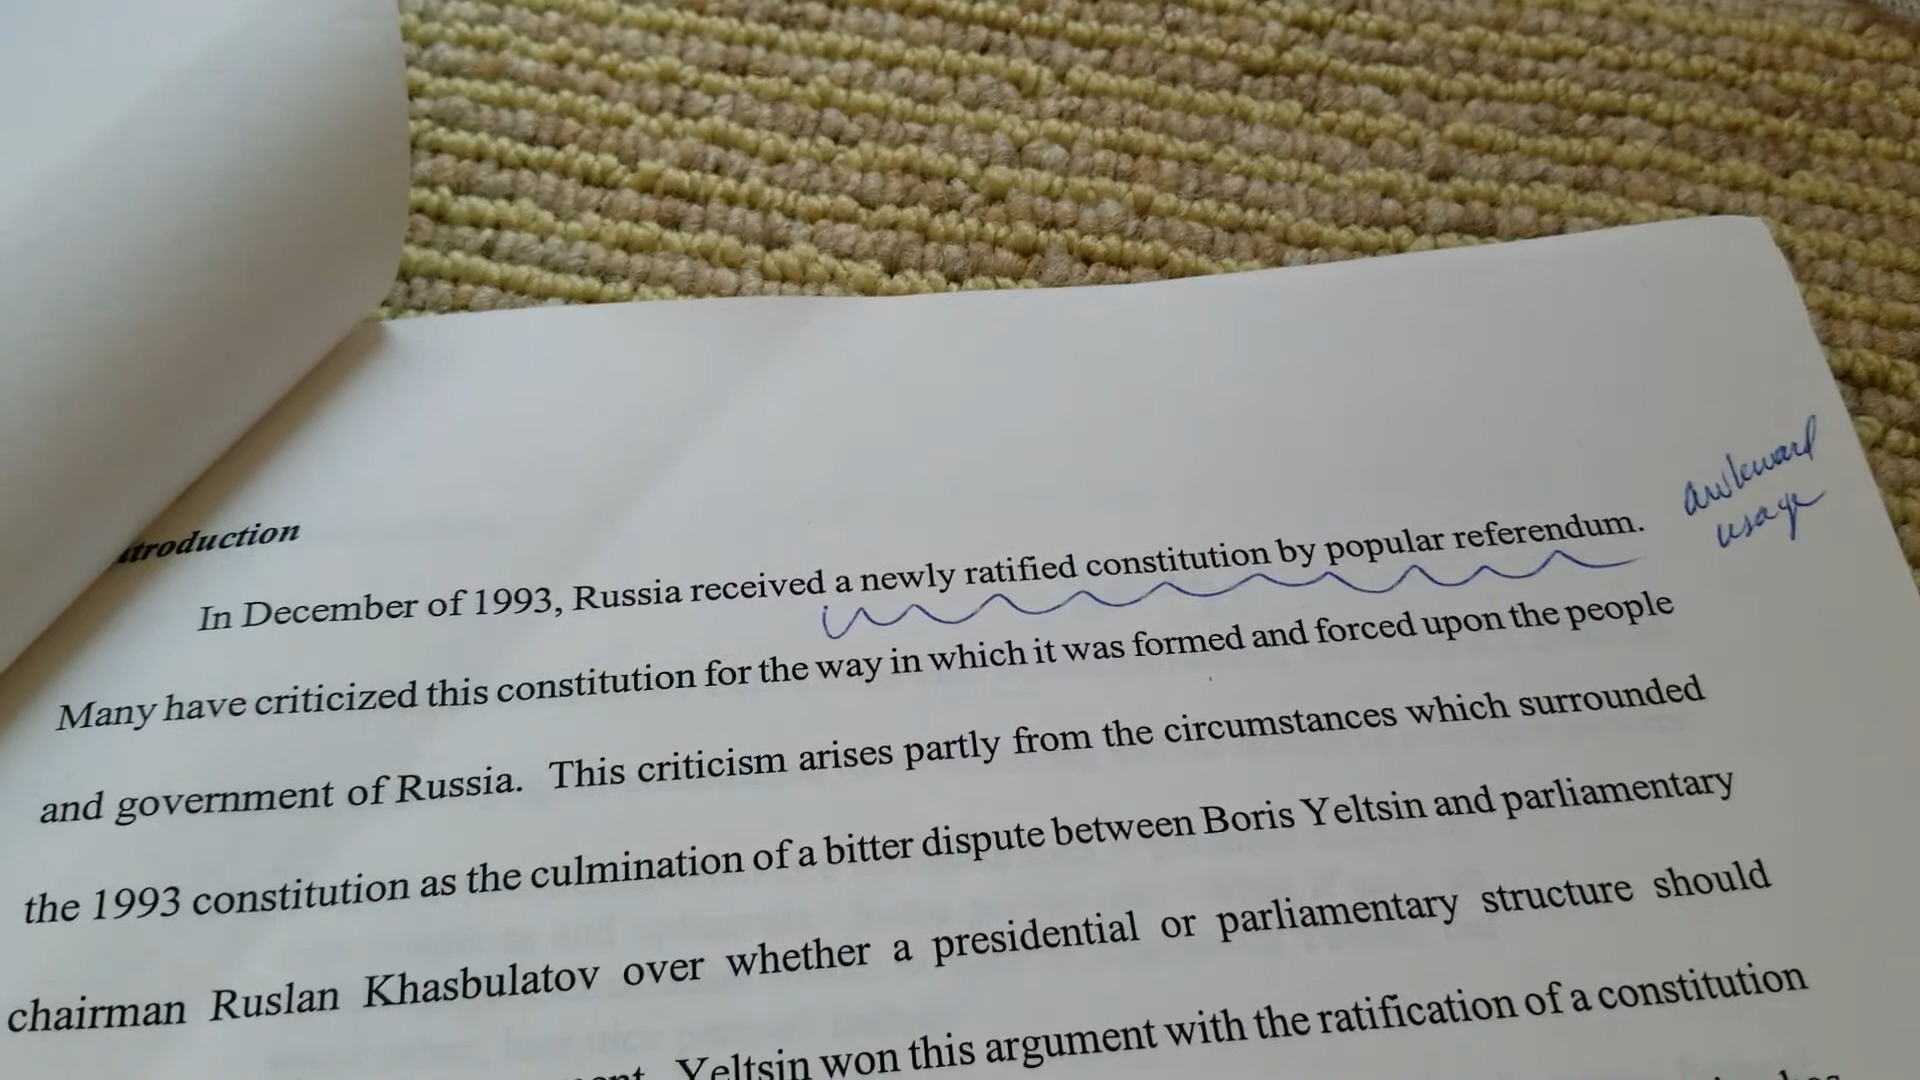 troduction
In December of 1993, Russia received a newly ratified constitution by popular referendum.
awkward
usage
Many have criticized this constitution for the way in which it was formed and forced upon the people
and government of Russia. This criticism arises partly from the circumstances which surrounded
the 1993 constitution as the culmination of a bitter dispute between Boris Yeltsin and parliamentary
chairman Ruslan Khasbulatov over whether a presidential or parliamentary structure should
Yeltsin won this argument with the ratification of a constitution